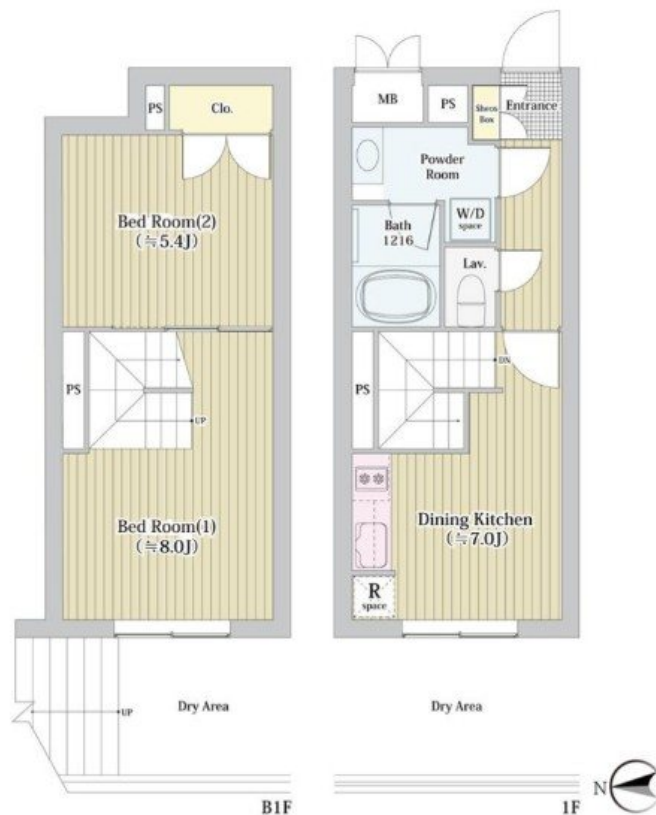 PS
Clo.
Bed Room(2)
(≒5.4J)
PS
UP
Bed Room(1)
(≒8.0J)
UP
Dry Area
B1F
MB
PS
Shoes
Box
Entrance
Powder
Room
Bath
1216
W/D
space
Lav.
PS
DN
Dining Kitchen
(≒7.0J)
R
space
Dry Area
1F
N